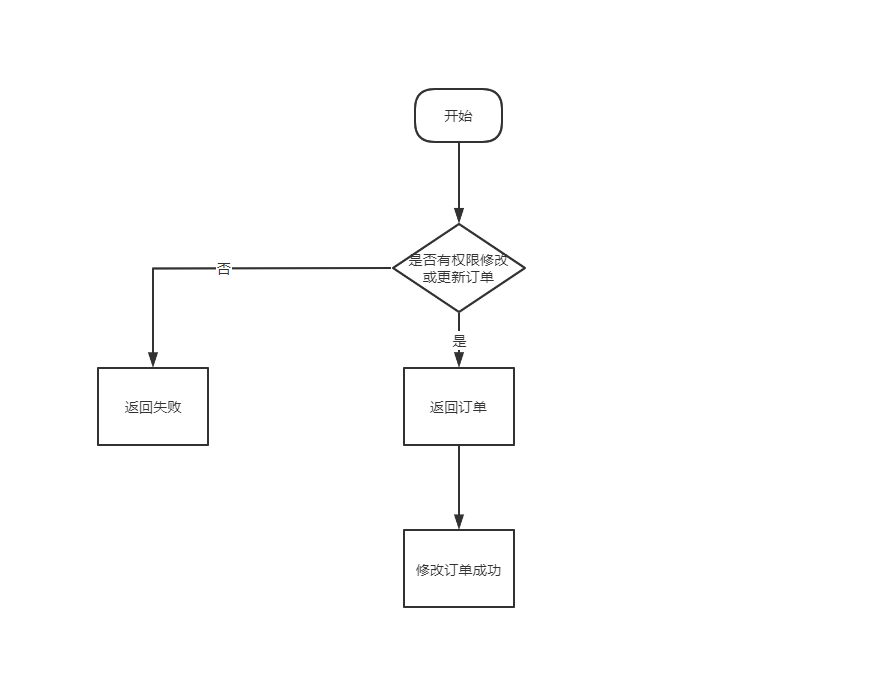 开始
是否有权限修改
或更新订单
否
是
返回失败
返回订单
修改订单成功